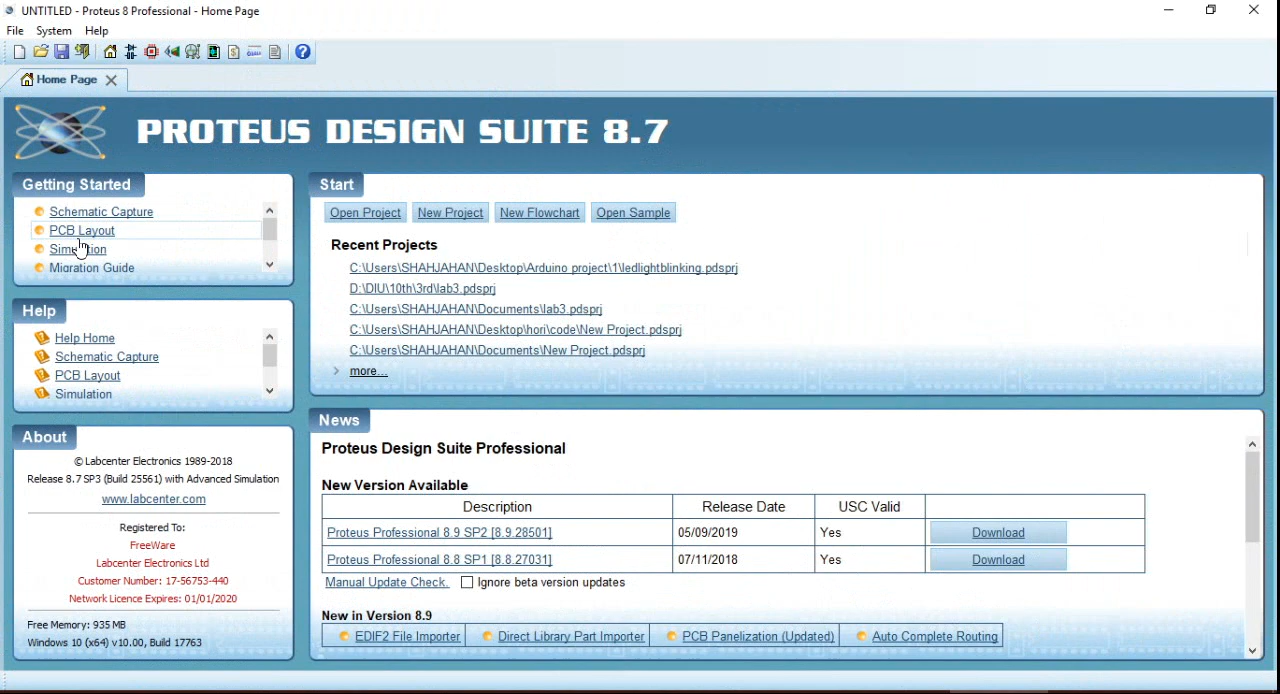 UNTITLED - Proteus 8 Professional - Home Page
File System Help
Home Page
PROTEUS DESIGN SUITE 8.7
Getting Started
Schematic Capture
PCB Layout
Simulation
Migration Guide
Help
Help Home
Schematic Capture
PCB Layout
Simulation
About
© Labcenter Electronics 1989-2018
Release 8.7 SP3 (Build 25561) with Advanced Simulation
www.labcenter.com
Registered To:
FreeWare
Labcenter Electronics Ltd
Customer Number: 17-56753-440
Network Licence Expires: 01/01/2020
Free Memory: 935 MB
Windows 10 (x64) v10.00, Build 17763
Start
Open Project New Project New Flowchart Open Sample
Recent Projects
C:\Users\SHAHJAHAN\Desktop\Arduino project\1\ledlightblinking.pdsprj
D:\DIU\10th\3rd\lab3.pdsprj
C:\Users\SHAHJAHAN\Documents\lab3.pdsprj
C:\Users\SHAHJAHAN\Desktop\hori\code\New Project.pdsprj
C:\Users\SHAHJAHAN\Documents\New Project.pdsprj
more...
News
Proteus Design Suite Professional
New Version Available
Description Release Date USC Valid
Proteus Professional 8.9 SP2 [8.9.28501] 05/09/2019 Yes Download
Proteus Professional 8.8 SP1 [8.8.27031] 07/11/2018 Yes Download
Manual Update Check. Ignore beta version updates
New in Version 8.9
EDIF2 File Importer Direct Library Part Importer PCB Panelization (Updated) Auto Complete Routing